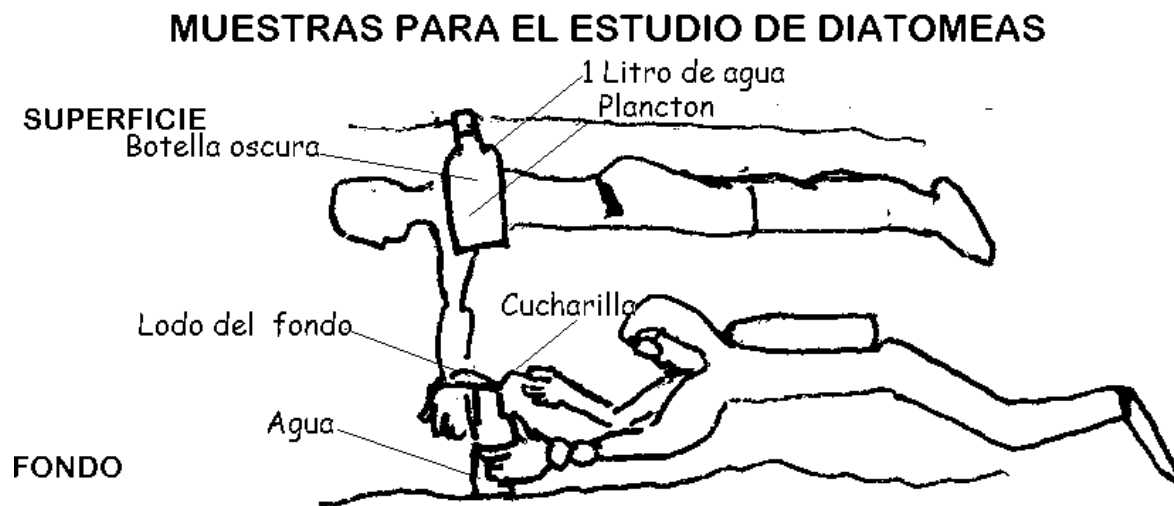 MUESTRAS PARA EL ESTUDIO DE DIATOMEAS
1 Litro de agua
Plancton
SUPERFICIE
Botella oscura
Cucharilla
Lodo del fondo
Agua
FONDO